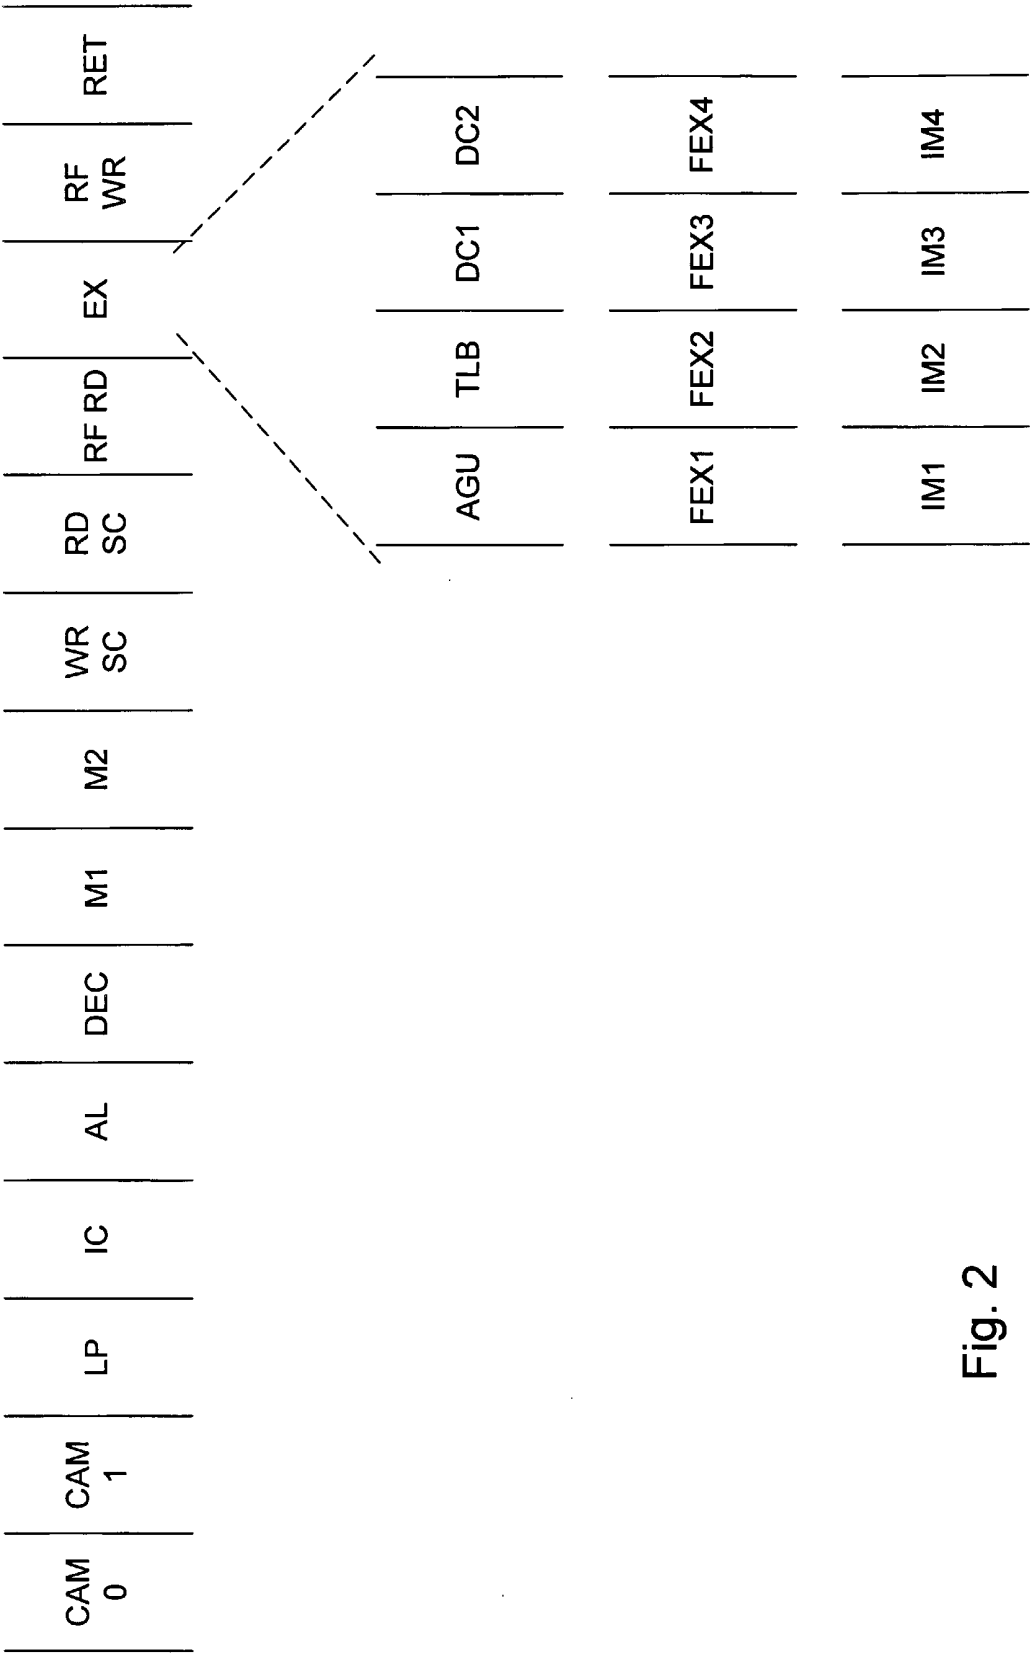 CAM
0
CAM
1
LP
IC
AL
DEC
M1
M2
WR
SC
RD
SC
RF RD
EX
RF
WR
RET
AGU
TLB
DC1
DC2
FEX1
FEX2
FEX3
FEX4
IM1
IM2
IM3
IM4
Fig. 2